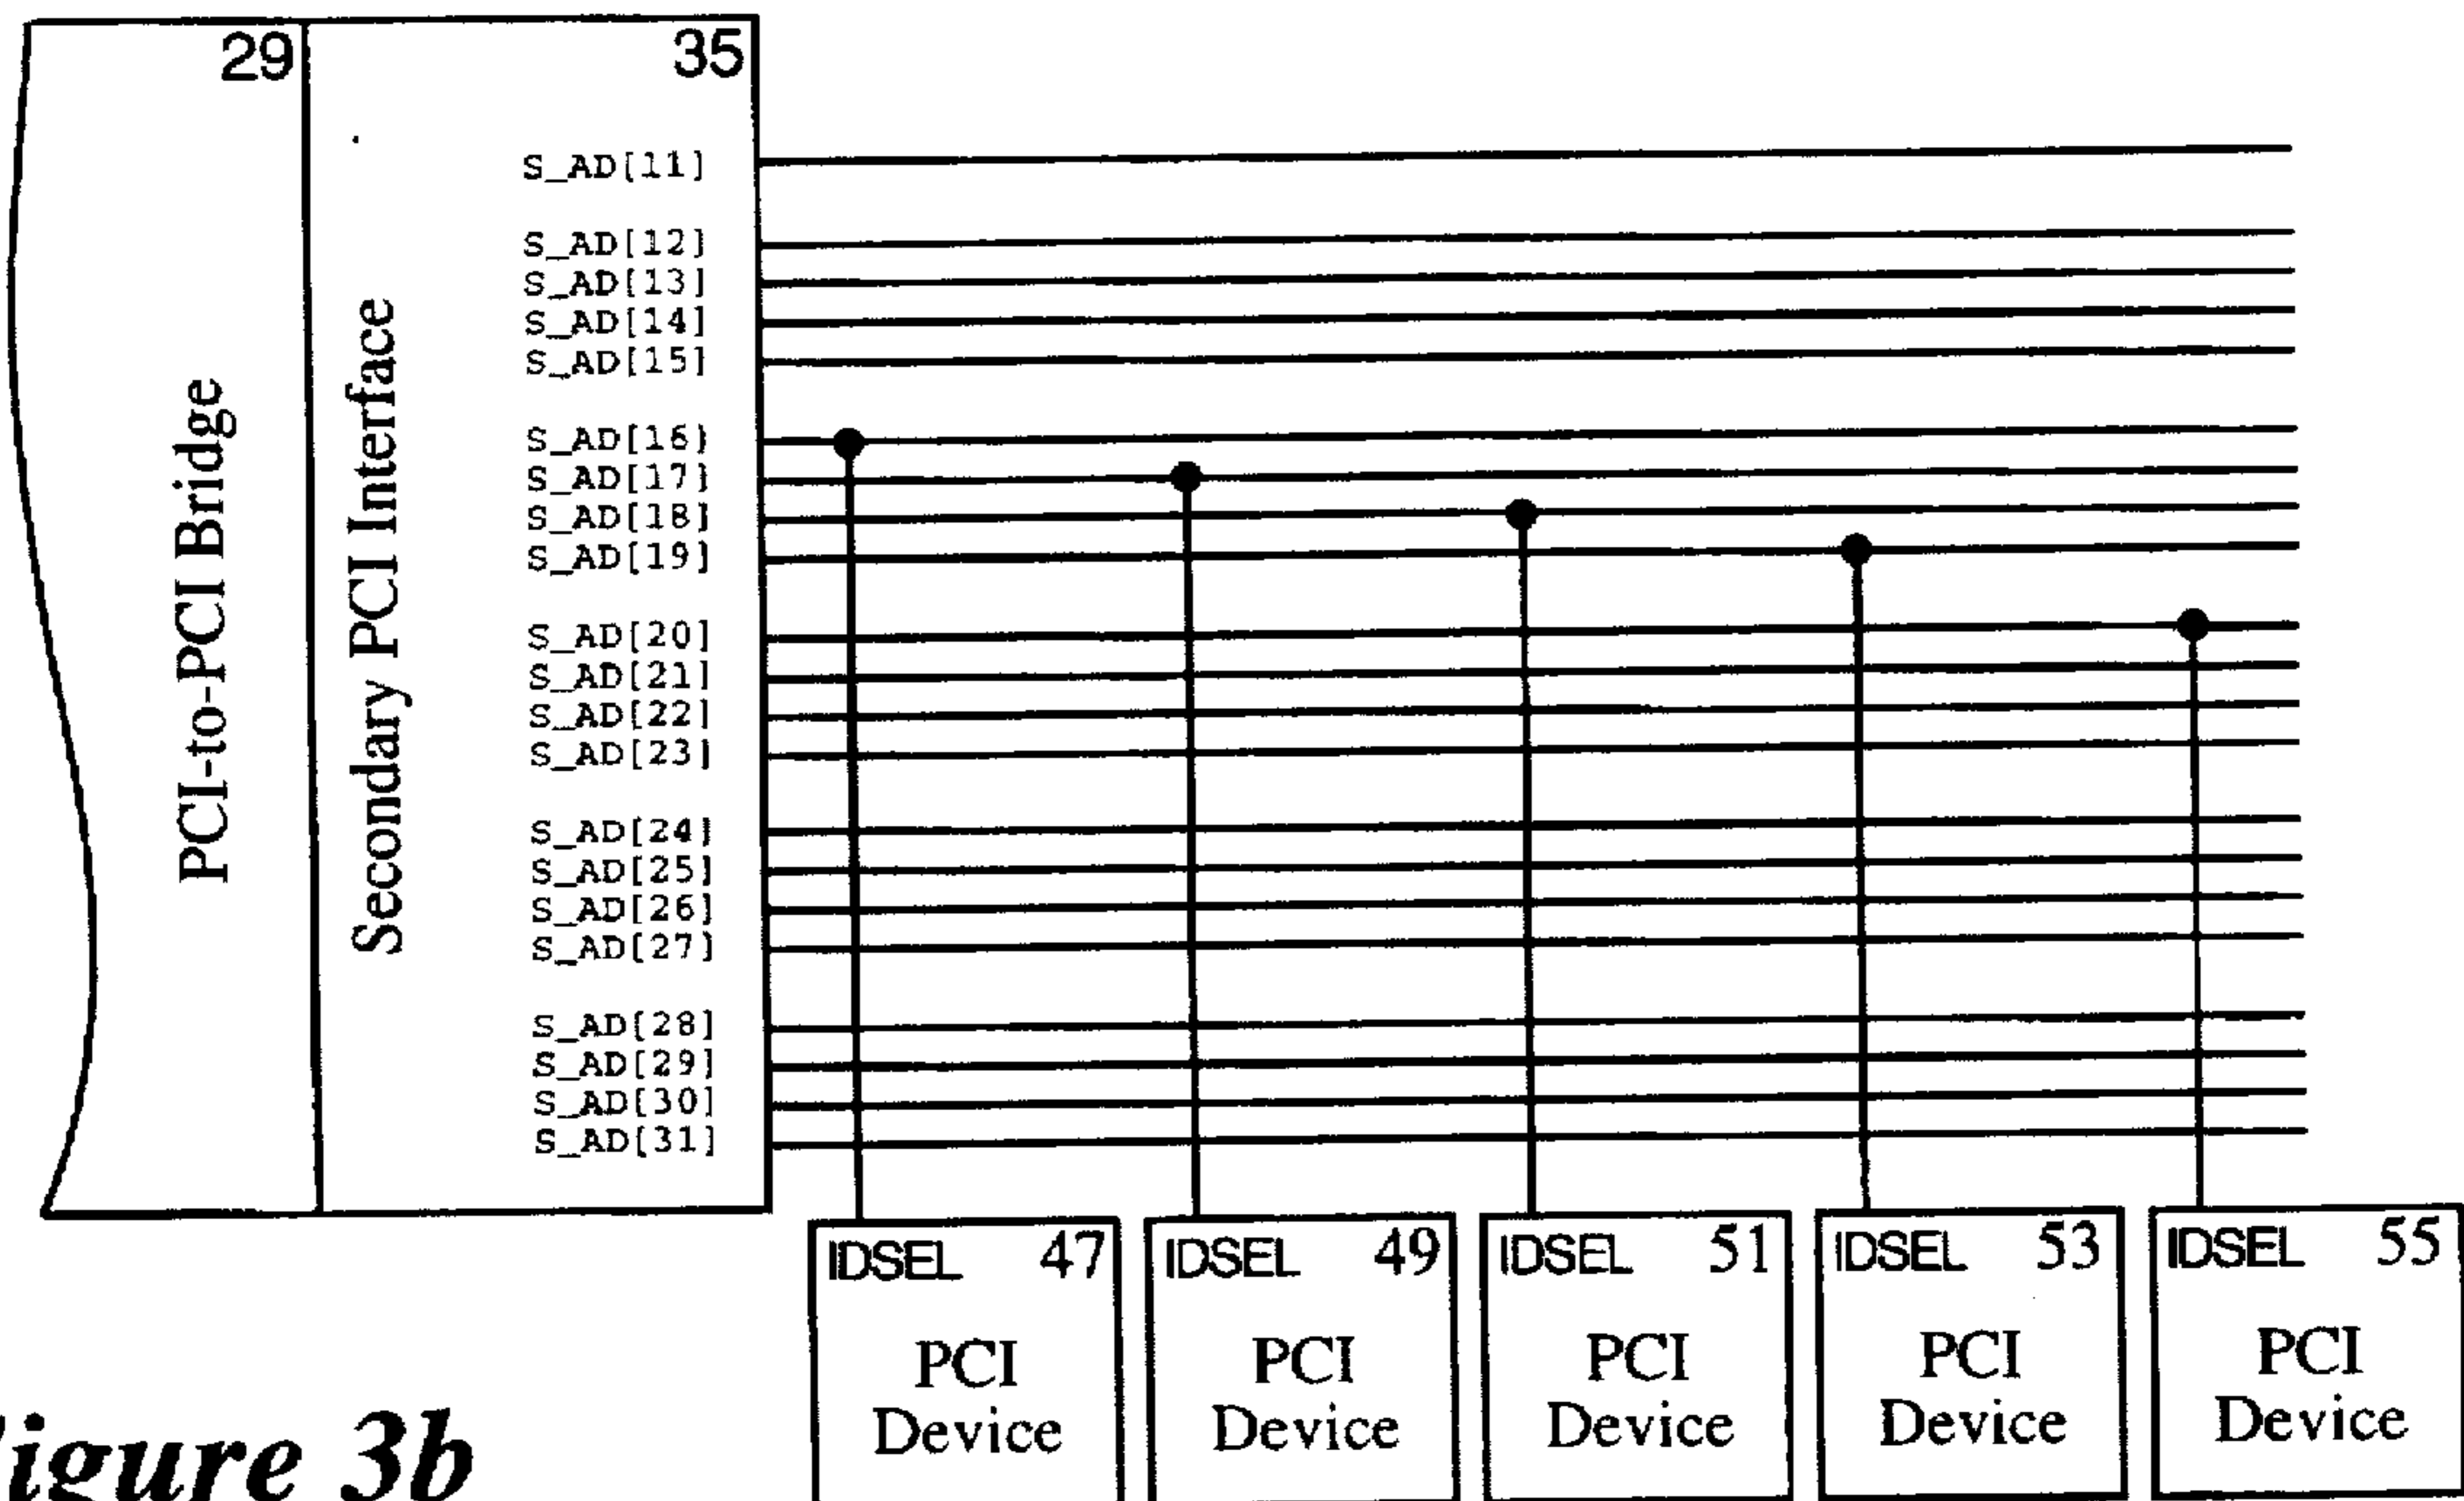 29
35
PCI-to-PCI Bridge
Secondary PCI Interface
S_AD[11]
S_AD[12]
S_AD[13]
S_AD[14]
S_AD[15]
S_AD[16]
S_AD[17]
S_AD[18]
S_AD[19]
S_AD[20]
S_AD[21]
S_AD[22]
S_AD[23]
S_AD[24]
S_AD[25]
S_AD[26]
S_AD[27]
S_AD[28]
S_AD[29]
S_AD[30]
S_AD[31]
IDSEL 47
PCI
Device
IDSEL 49
PCI
Device
IDSEL 51
PCI
Device
IDSEL 53
PCI
Device
IDSEL 55
PCI
Device
Figure 3b